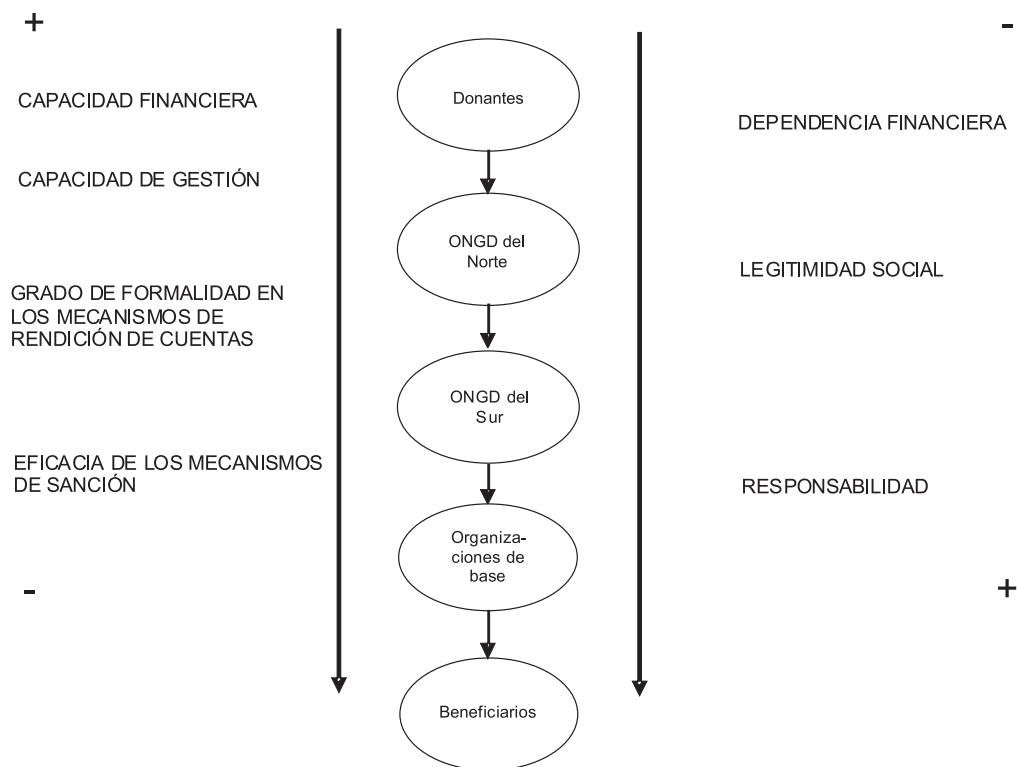 +
CAPACIDAD FINANCIERA
CAPACIDAD DE GESTIÓN
GRADO DE FORMALIDAD EN
LOS MECANISMOS DE
RENDICIÓN DE CUENTAS
EFICACIA DE LOS MECANISMOS
DE SANCIÓN
-
Donantes
ONGD del
Norte
ONGD del
Sur
Organiza-
ciones de
base
Beneficiarios
-
DEPENDENCIA FINANCIERA
LEGITIMIDAD SOCIAL
RESPONSABILIDAD
+